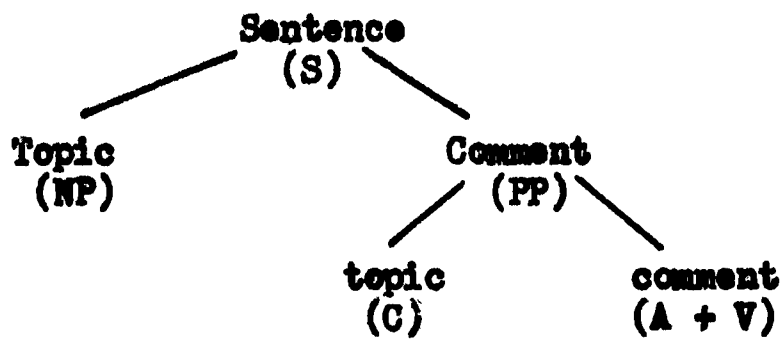 Sentence
(S)
Topic
(NP)
Comment
(PP)
topic
(C)
comment
(A + V)